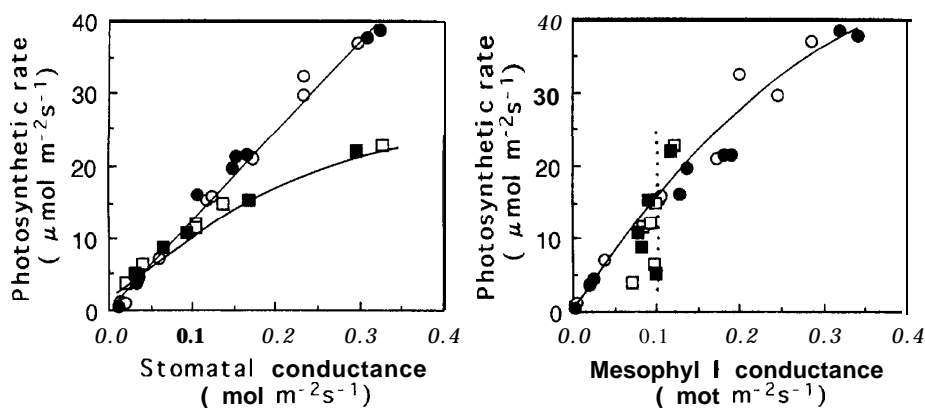 40
30
20
10
0
Photosynthetic rate
( μmol m⁻²s⁻¹)
0.0 0.1 0.2 0.3 0.4
Stomatal conductance
( mol m⁻²s⁻¹)
40
30
20
10
0
Photosynthetic rate
( μmol m⁻²s⁻¹)
0.0 0.1 0.2 0.3 0.4
Mesophyl l conductance
( mot m⁻²s⁻¹)